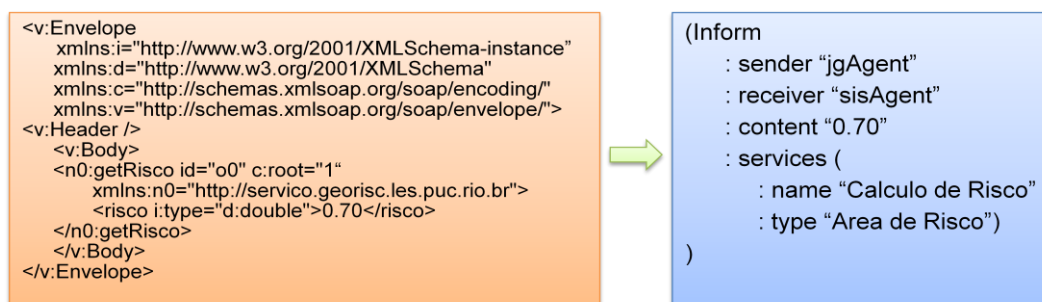 <v:Envelope
xmlns:i="http://www.w3.org/2001/XMLSchema-instance”
xmlns:d="http://www.w3.org/2001/XMLSchema"
xmlns:c="http://schemas.xmlsoap.org/soap/encoding/"
xmlns:v="http://schemas.xmlsoap.org/soap/envelope/">
<v:Header />
<v:Body>
<n0:getRisco id="o0" c:root="1“
xmlns:n0="http://servico.georisc.les.puc.rio.br">
<risco i:type="d:double">0.70</risco>
</n0:getRisco>
</v:Body>
</v:Envelope>
(Inform
: sender “jgAgent”
: receiver “sisAgent”
: content “0.70”
: services (
: name “Calculo de Risco”
: type “Area de Risco”)
)